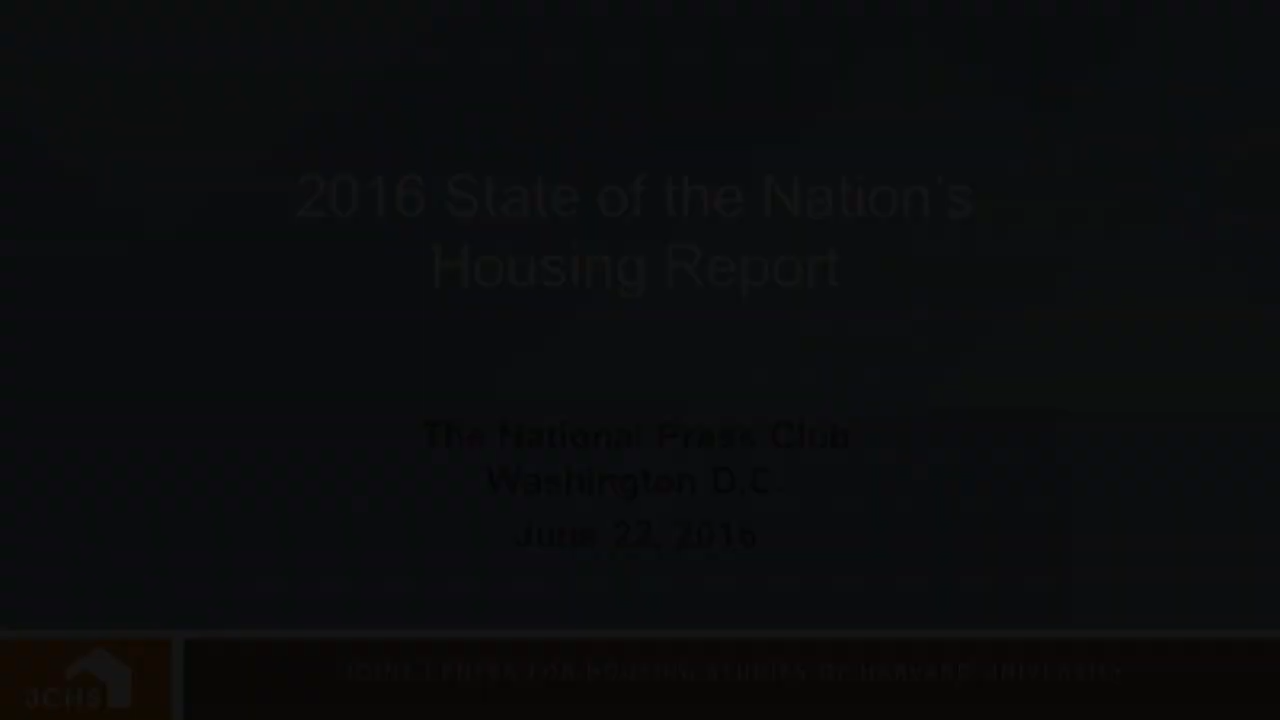 2016 State of the Nation's
Housing Report
The National Press Club
Washington D.C.
June 22, 2016
JCHS
JOINT CENTER FOR HOUSING STUDIES OF HARVARD UNIVERSITY